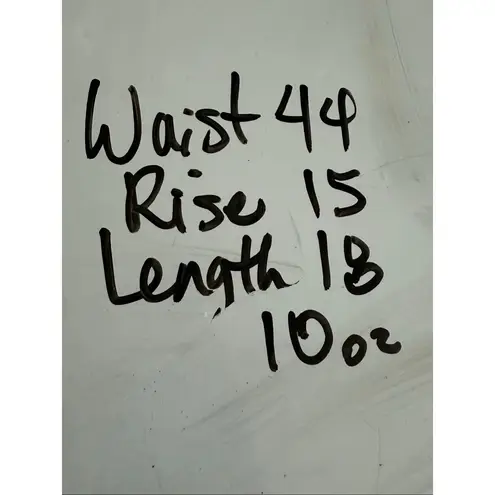 Waist 44
Rise 15
Length 18
10oz